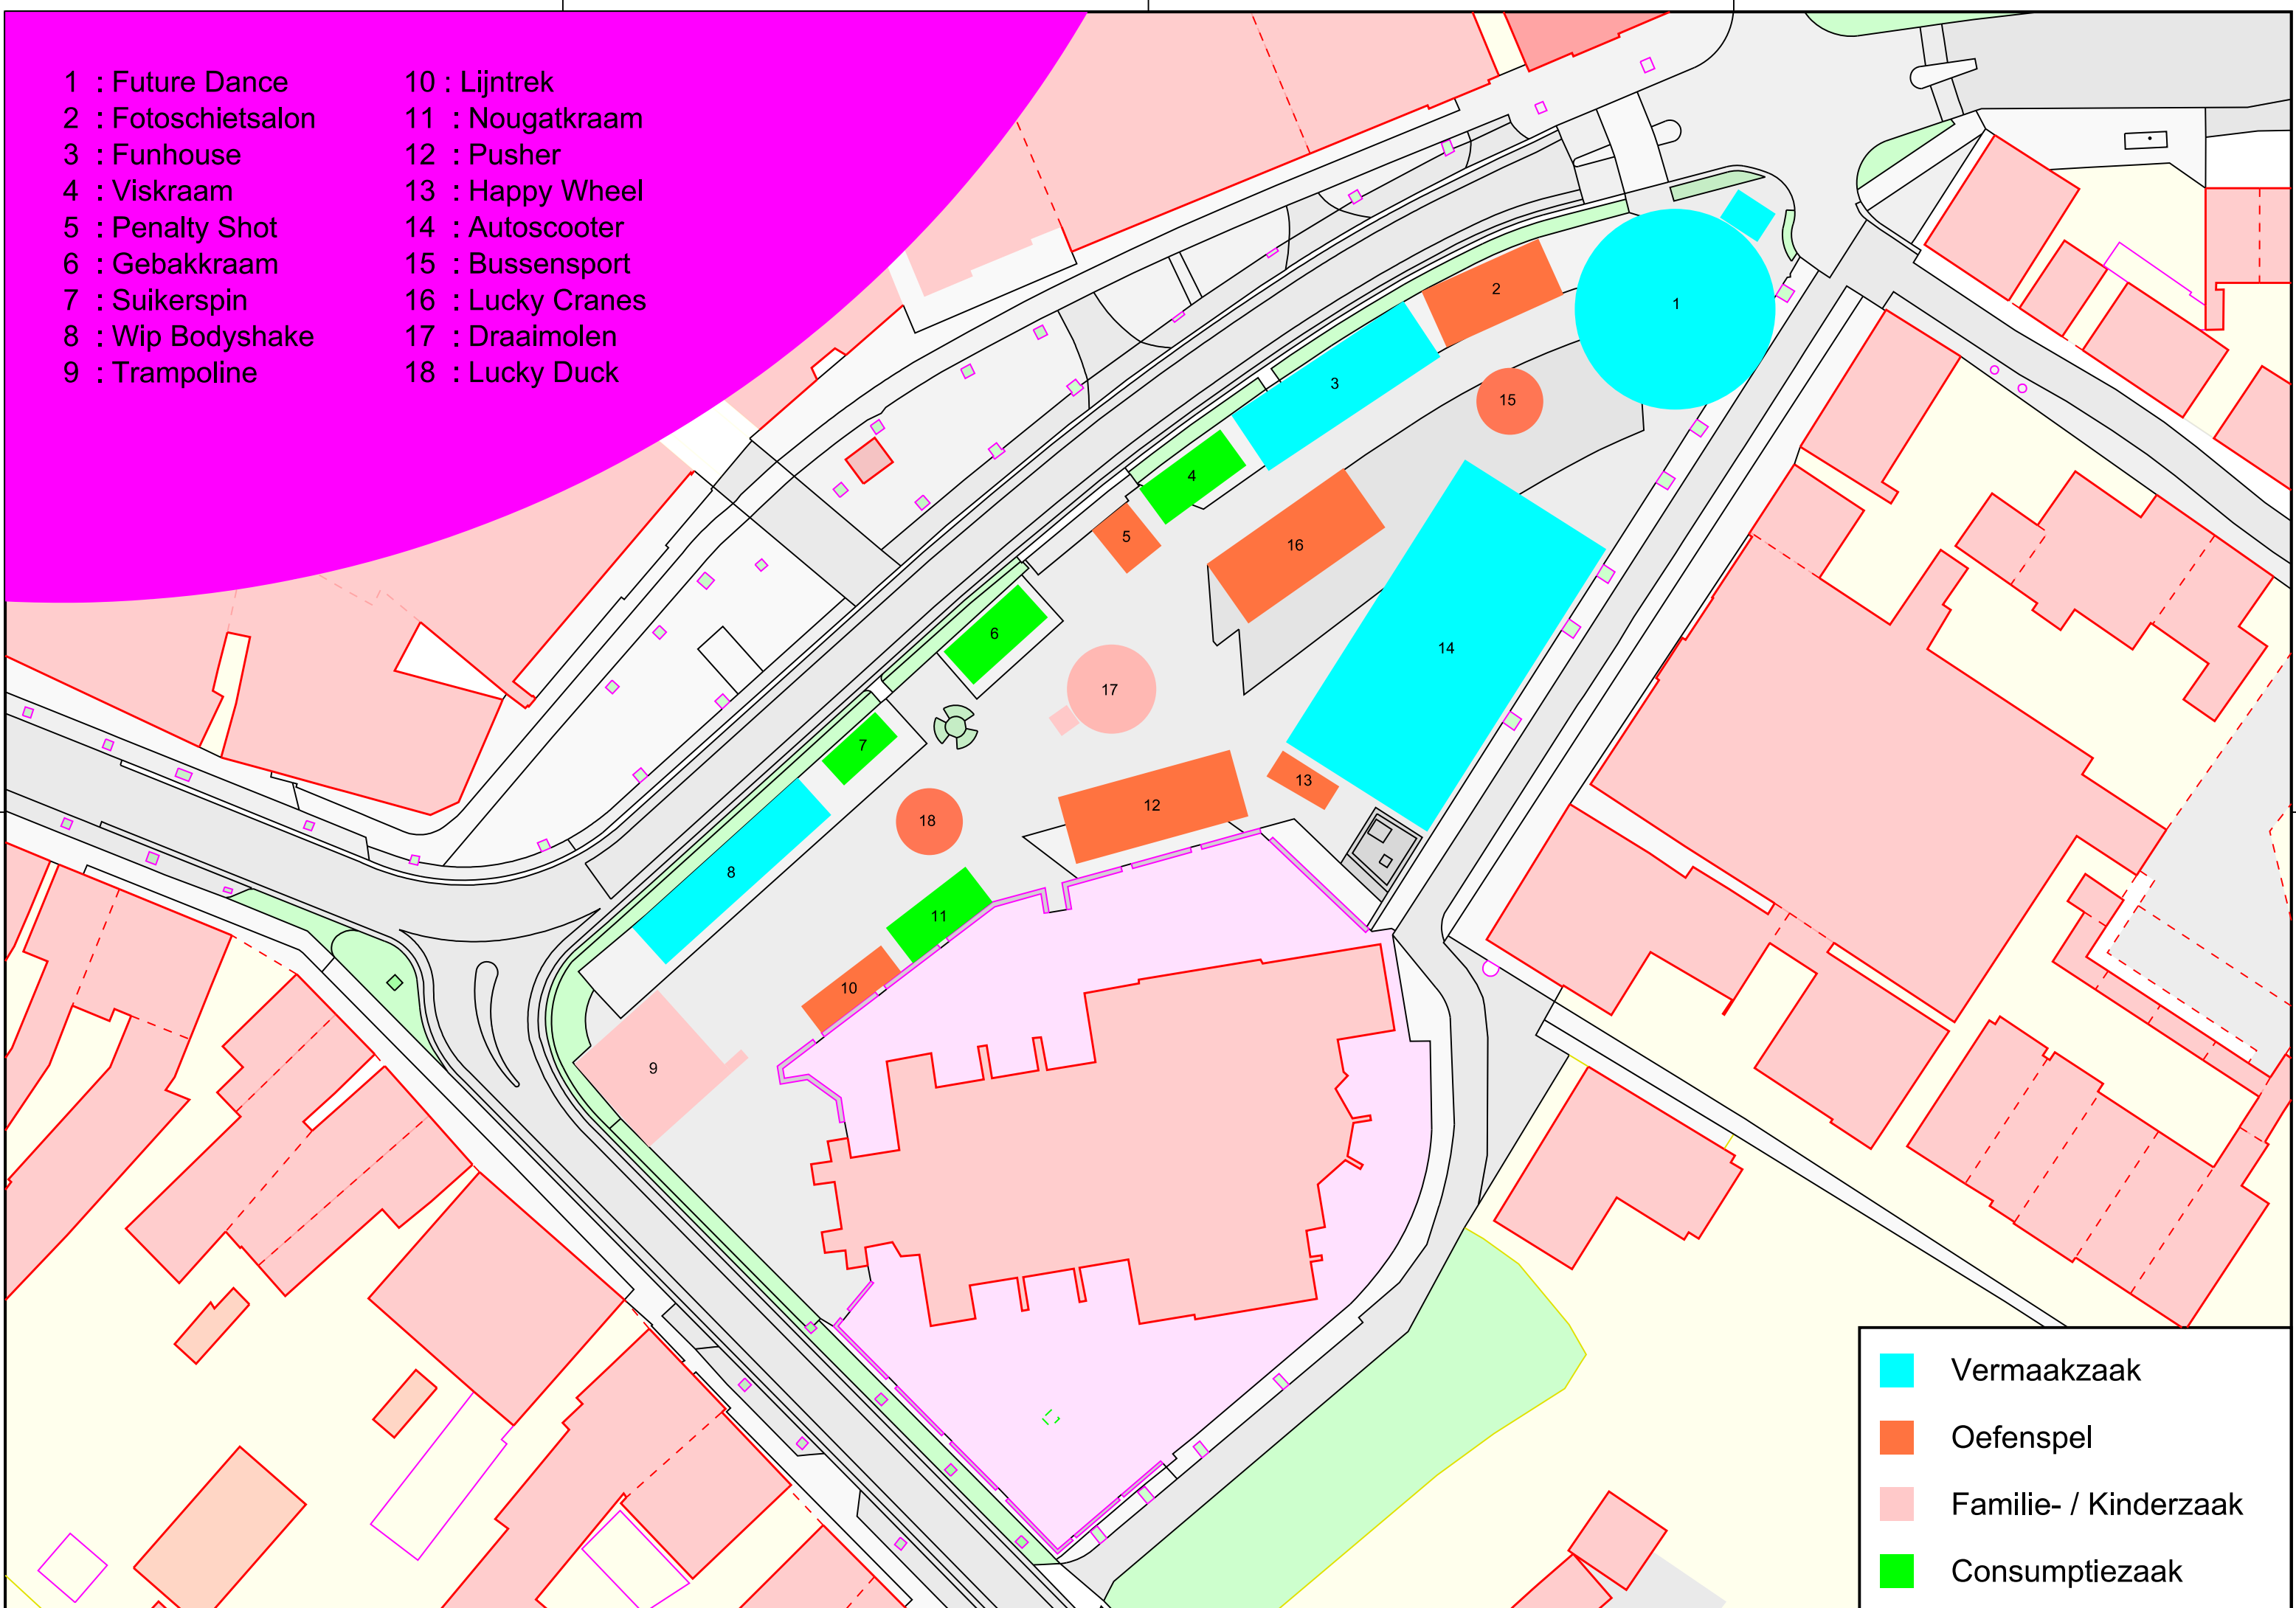 1 : Future Dance
2 : Fotoschietsalon
3 : Funhouse
4 : Viskraam
5 : Penalty Shot
6 : Gebakkraam
7 : Suikerspin
8 : Wip Bodyshake
9 : Trampoline
10 : Lijntrek
11 : Nougatkraam
12 : Pusher
13 : Happy Wheel
14 : Autoscooter
15 : Bussensport
16 : Lucky Cranes
17 : Draaimolen
18 : Lucky Duck
1
2
3
15
4
5
16
6
14
17
7
13
12
18
8
11
10
9
Vermaakzaak
Oefenspel
Familie- / Kinderzaak
Consumptiezaak